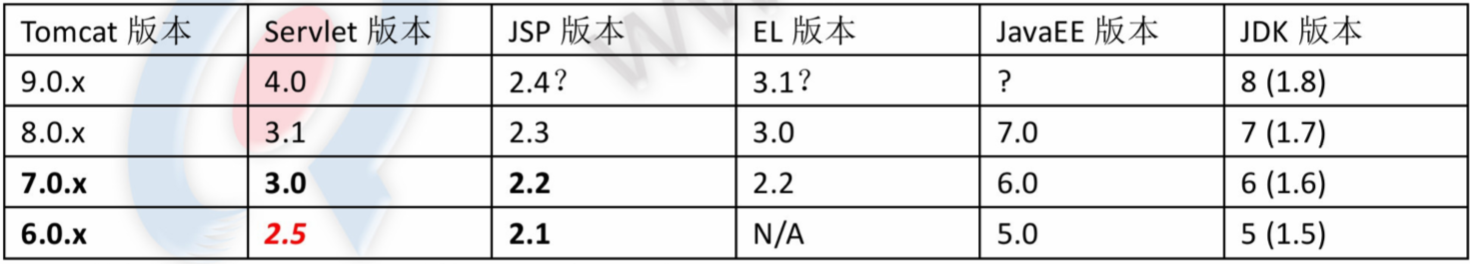 Tomcat 版本 Servlet 版本 JSP 版本 EL 版本 JavaEE 版本 JDK 版本
9.0.x 4.0 2.4？ 3.1？ ? 8 (1.8)
8.0.x 3.1 2.3 3.0 7.0 7 (1.7)
7.0.x 3.0 2.2 2.2 6.0 6 (1.6)
6.0.x 2.5 2.1 N/A 5.0 5 (1.5)